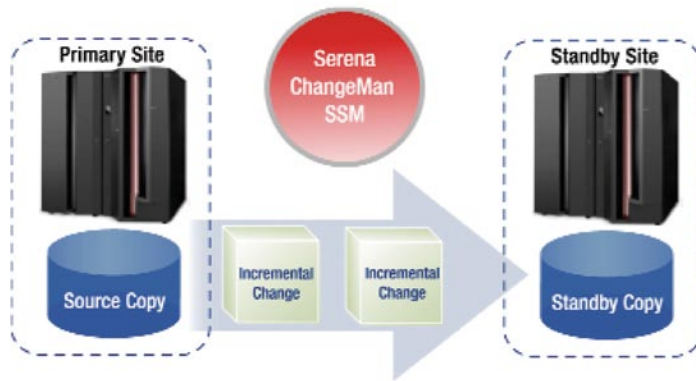 Primary Site
Serena
ChangeMan
SSM
Standby Site
Incremental
Change
Incremental
Change
Source Copy
Standby Copy